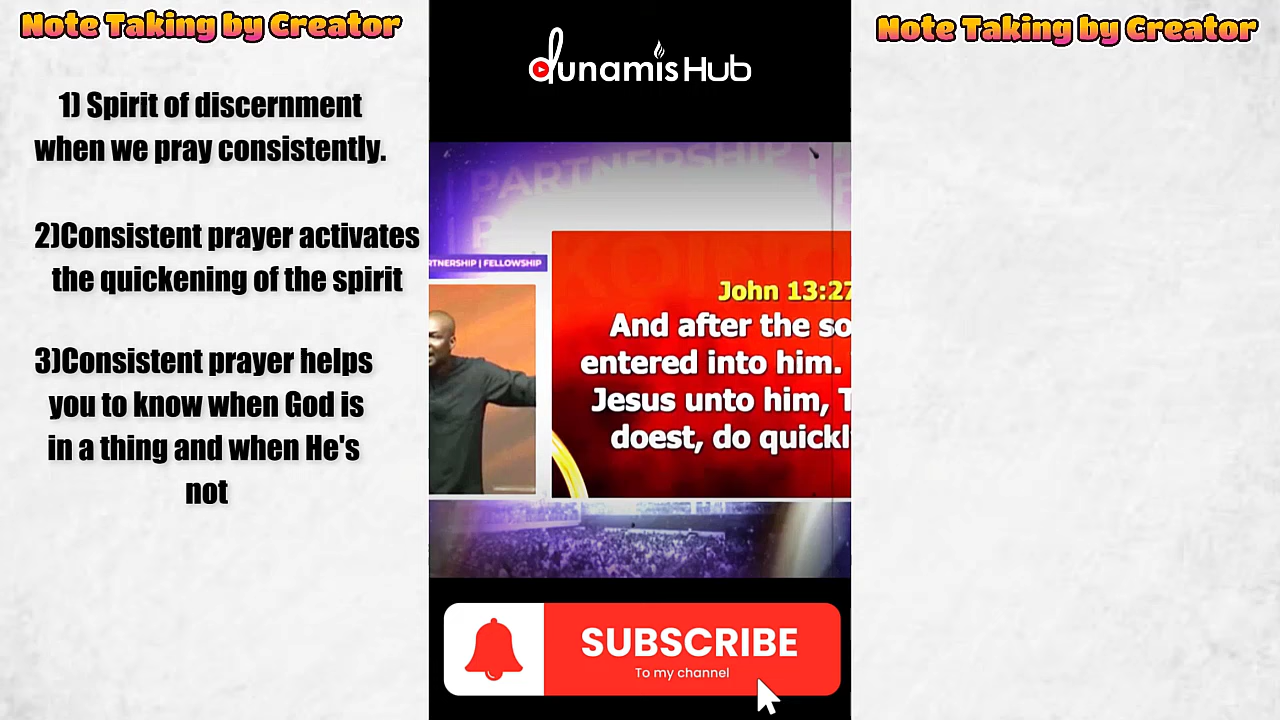 Note Taking by Creator
1) Spirit of discernment
when we pray consistently.
2)Consistent prayer activates
the quickening of the spirit
3)Consistent prayer helps
you to know when God is
in a thing and when He's
not
dunamis Hub
PARTNERSHIP
RTNERSHIP | FELLOWSHIP
John 13:27
And after the so
entered into him.
Jesus unto him, T
doest, do quickl
SUBSCRIBE
To my channel
Note Taking by Creator